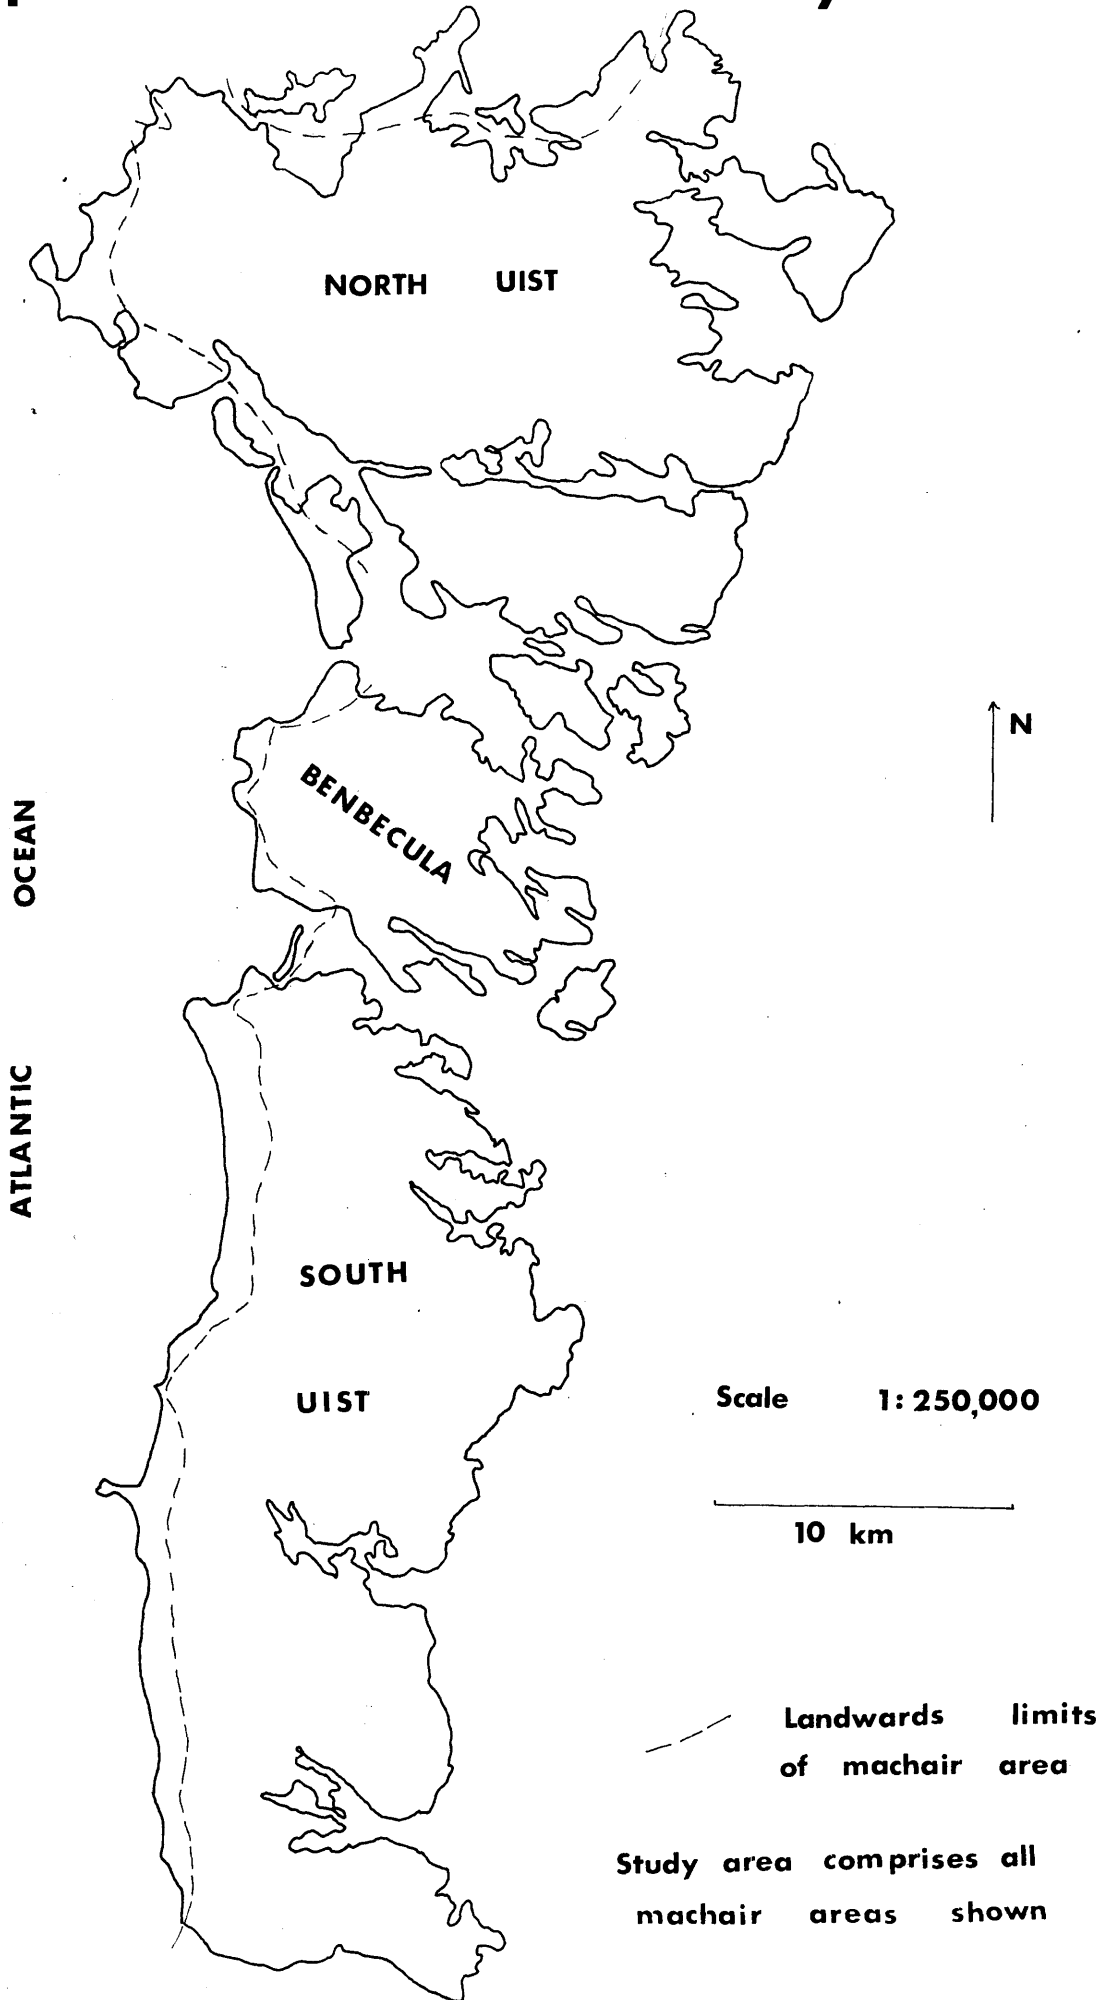 NORTH UIST
N
BENBECULA
OCEAN
ATLANTIC
SOUTH
UIST
Scale 1:250,000
10 km
Landwards limits
of machair area
Study area comprises all
machair areas shown